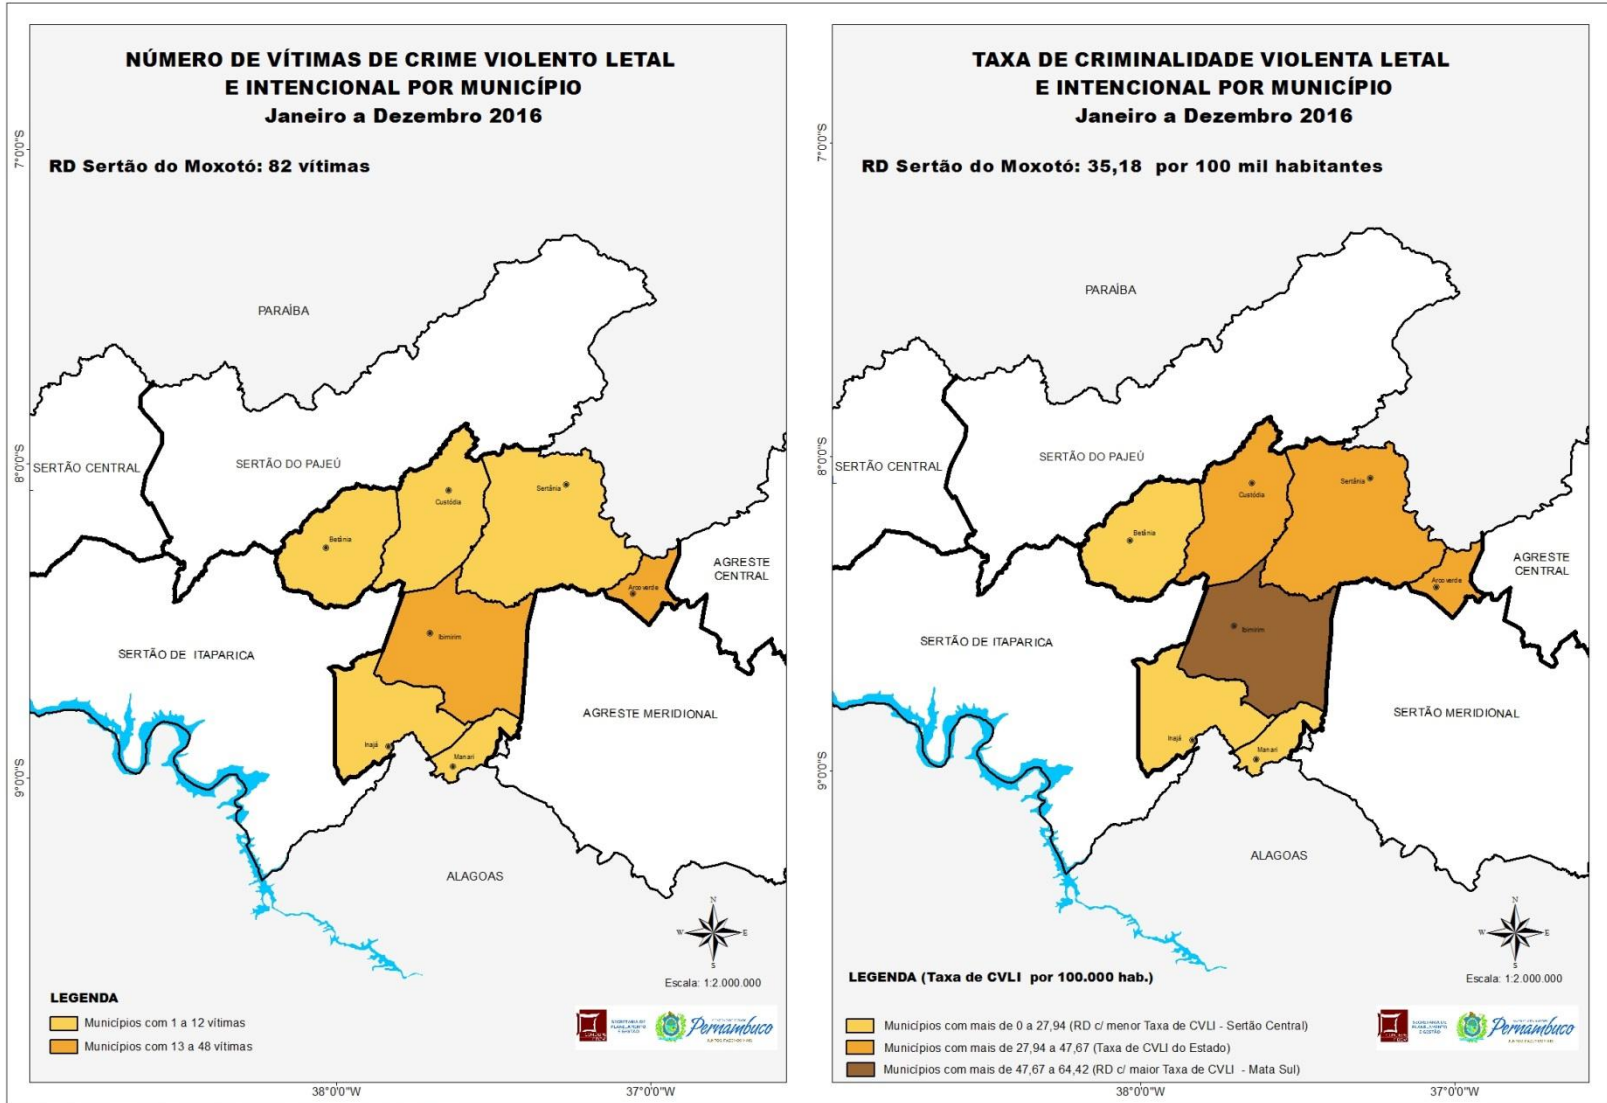 NÚMERO DE VÍTIMAS DE CRIME VIOLENTO LETAL
E INTENCIONAL POR MUNICÍPIO
Janeiro a Dezembro 2016
RD Sertão do Moxotó: 82 vítimas
7°0'0"S
8°0'0"S
9°0'0"S
PARAÍBA
SERTÃO CENTRAL
SERTÃO DO PAJEÚ
Custódia
Sertânia
Betânia
AGRESTE
CENTRAL
Arcoverde
Ibimirim
SERTÃO DE ITAPARICA
AGRESTE MERIDIONAL
Inajá
Manari
ALAGOAS
N
W
E
S
Escala: 1:2.000.000
LEGENDA
Municípios com 1 a 12 vítimas
Municípios com 13 a 48 vítimas
SECRETARIA DE
PLANEJAMENTO
E GESTÃO
Pernambuco
38°0'0"W
37°0'0"W
TAXA DE CRIMINALIDADE VIOLENTA LETAL
E INTENCIONAL POR MUNICÍPIO
Janeiro a Dezembro 2016
RD Sertão do Moxotó: 35,18 por 100 mil habitantes
7°0'0"S
8°0'0"S
9°0'0"S
PARAÍBA
SERTÃO CENTRAL
SERTÃO DO PAJEÚ
Custódia
Sertânia
Betânia
AGRESTE
CENTRAL
Arcoverde
Ibimirim
SERTÃO DE ITAPARICA
SERTÃO MERIDIONAL
Inajá
Manari
ALAGOAS
N
W
E
S
Escala: 1:2.000.000
LEGENDA (Taxa de CVLI por 100.000 hab.)
Municípios com mais de 0 a 27,94 (RD c/ menor Taxa de CVLI - Sertão Central)
Municípios com mais de 27,94 a 47,67 (Taxa de CVLI do Estado)
Municípios com mais de 47,67 a 64,42 (RD c/ maior Taxa de CVLI - Mata Sul)
SECRETARIA DE
PLANEJAMENTO
E GESTÃO
Pernambuco
38°0'0"W
37°0'0"W